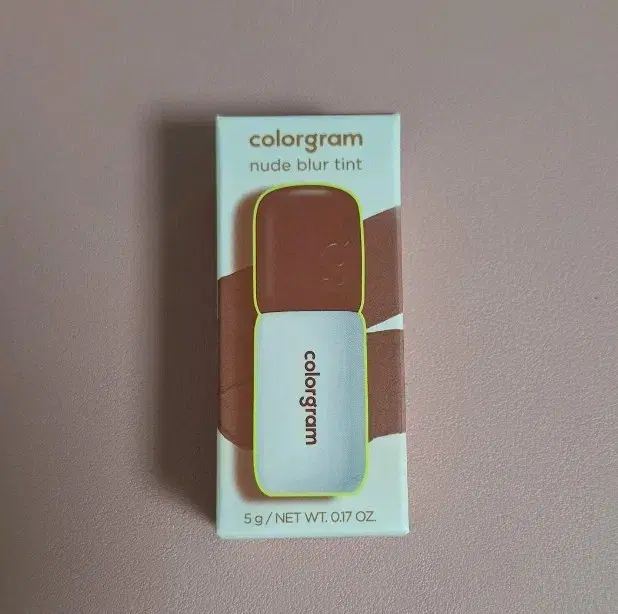 colorgram
nude blur tint
colorgram
5 g / NET WT. 0.17 OZ.